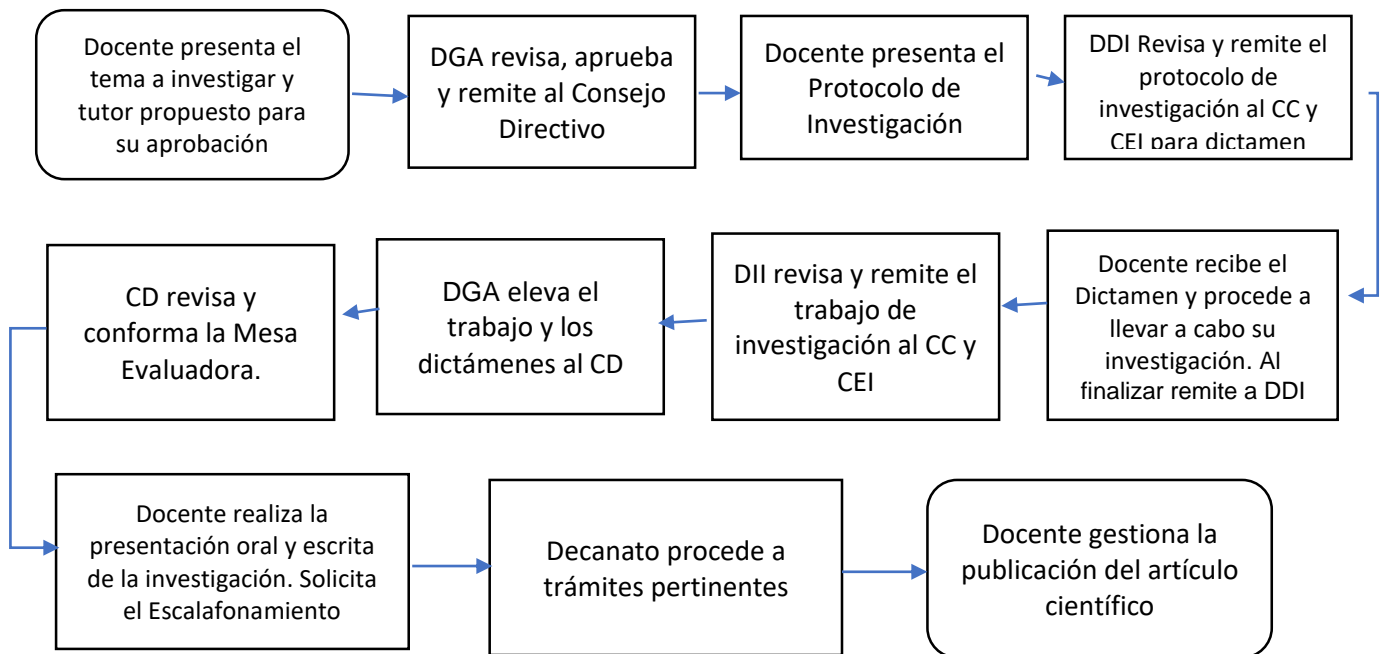 Docente presenta el
tema a investigar y
tutor propuesto para
su aprobación
DGA revisa, aprueba
y remite al Consejo
Directivo
Docente presenta el
Protocolo de
Investigación
DDI Revisa y remite el
protocolo de
investigación al CC y
CEI para dictamen
Docente recibe el
Dictamen y procede a
llevar a cabo su
investigación. Al
finalizar remite a DDI
DII revisa y remite el
trabajo de
investigación al CC y
CEI
DGA eleva el
trabajo y los
dictámenes al CD
CD revisa y
conforma la Mesa
Evaluadora.
Docente realiza la
presentación oral y escrita
de la investigación. Solicita
el Escalafonamiento
Decanato procede a
trámites pertinentes
Docente gestiona la
publicación del artículo
científico